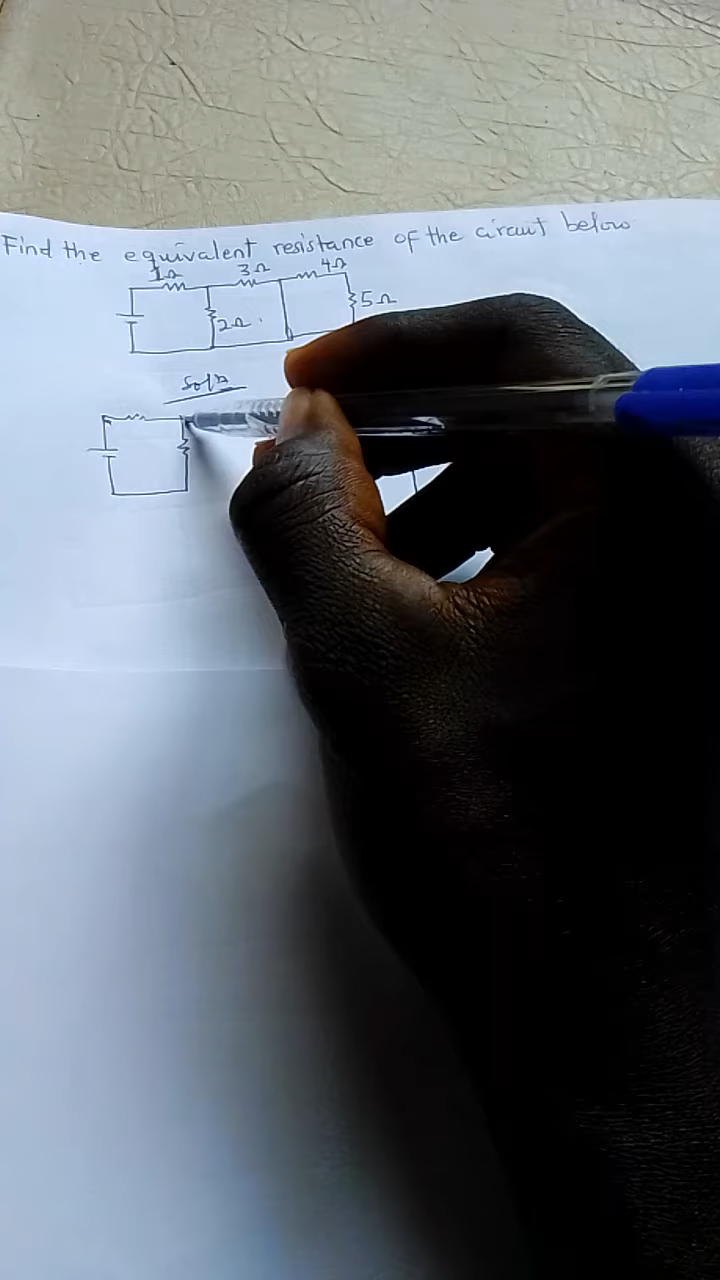 Find the equivalent resistance of the circuit below
1Ω 3Ω 4Ω
2Ω 5Ω
Soln